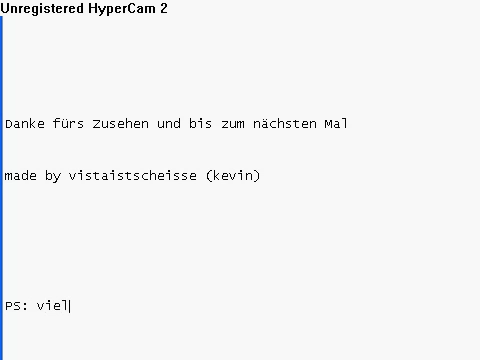 Unregistered HyperCam 2
Danke fürs Zusehen und bis zum nächsten Mal
made by vistaistscheisse (kevin)
PS: viel